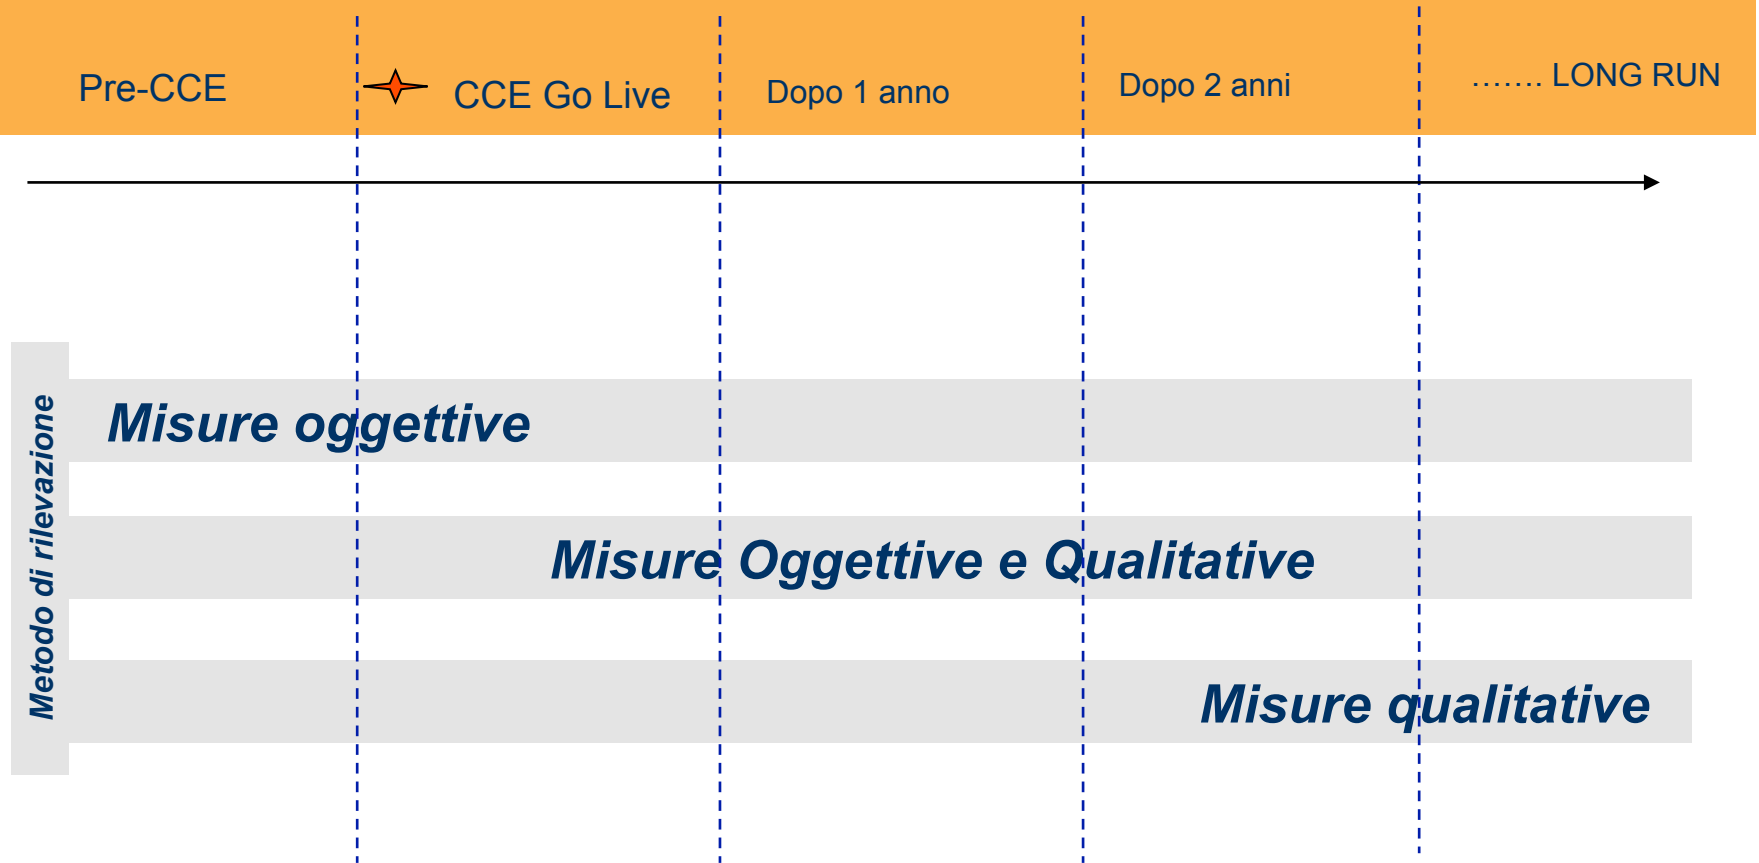 Pre-CCE
CCE Go Live
Dopo 1 anno
Dopo 2 anni
....... LONG RUN
Metodo di rilevazione
Misure oggettive
Misure Oggettive e Qualitative
Misure qualitative